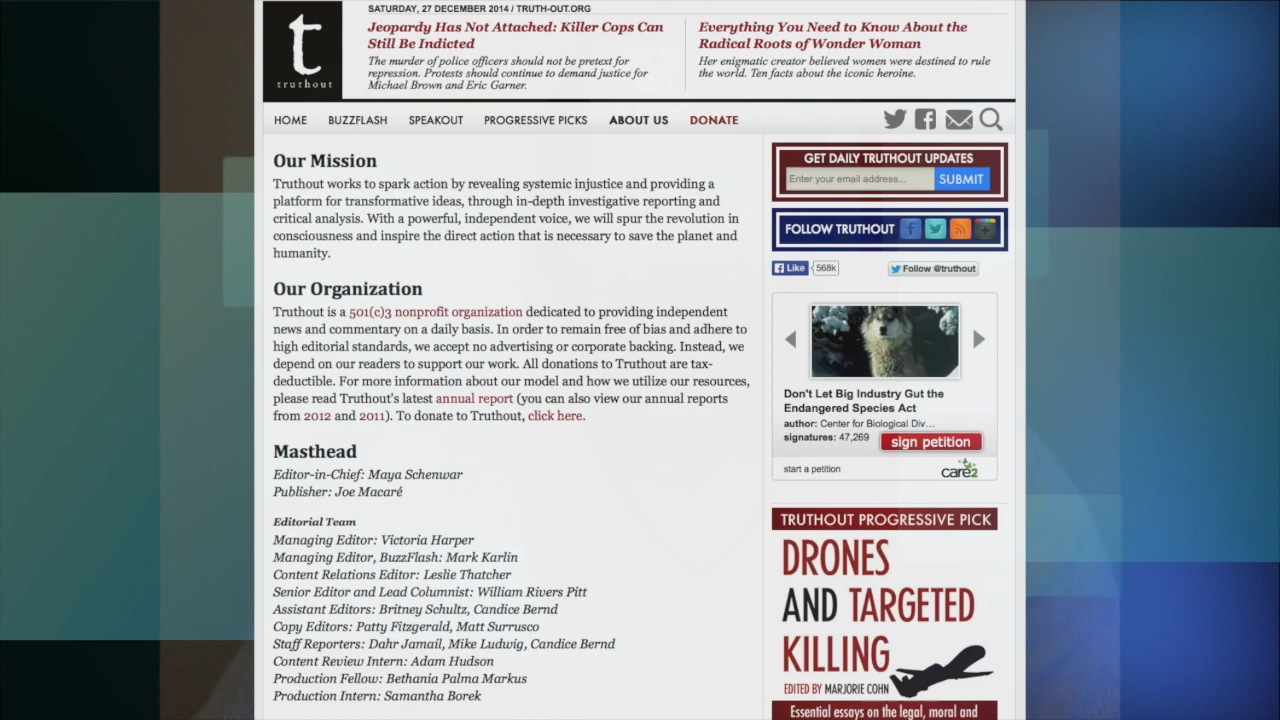 SATURDAY, 27 DECEMBER 2014 / TRUTH-OUT.ORG
t
truthout
Jeopardy Has Not Attached: Killer Cops Can
Still Be Indicted
The murder of police officers should not be pretext for
repression. Protests should continue to demand justice for
Michael Brown and Eric Garner.
Everything You Need to Know About the
Radical Roots of Wonder Woman
Her enigmatic creator believed women were destined to rule
the world. Ten facts about the iconic heroine.
HOME BUZZFLASH SPEAKOUT PROGRESSIVE PICKS ABOUT US DONATE
Our Mission
Truthout works to spark action by revealing systemic injustice and providing a
platform for transformative ideas, through in-depth investigative reporting and
critical analysis. With a powerful, independent voice, we will spur the revolution in
consciousness and inspire the direct action that is necessary to save the planet and
humanity.
Our Organization
Truthout is a 501(c)3 nonprofit organization dedicated to providing independent
news and commentary on a daily basis. In order to remain free of bias and adhere to
high editorial standards, we accept no advertising or corporate backing. Instead, we
depend on our readers to support our work. All donations to Truthout are tax-
deductible. For more information about our model and how we utilize our resources,
please read Truthout's latest annual report (you can also view our annual reports
from 2012 and 2011). To donate to Truthout, click here.
Masthead
Editor-in-Chief: Maya Schenwar
Publisher: Joe Macaré
Editorial Team
Managing Editor: Victoria Harper
Managing Editor, BuzzFlash: Mark Karlin
Content Relations Editor: Leslie Thatcher
Senior Editor and Lead Columnist: William Rivers Pitt
Assistant Editors: Britney Schultz, Candice Bernd
Copy Editors: Patty Fitzgerald, Matt Surrusco
Staff Reporters: Dahr Jamail, Mike Ludwig, Candice Bernd
Content Review Intern: Adam Hudson
Production Fellow: Bethania Palma Markus
Production Intern: Samantha Borek
GET DAILY TRUTHOUT UPDATES
Enter your email address... SUBMIT
FOLLOW TRUTHOUT
Like 568k Follow @truthout
Don't Let Big Industry Gut the
Endangered Species Act
author: Center for Biological Div...
signatures: 47,269 sign petition
start a petition care2
TRUTHOUT PROGRESSIVE PICK
DRONES
AND TARGETED
KILLING
EDITED BY MARJORIE COHN
Essential essays on the legal, moral and